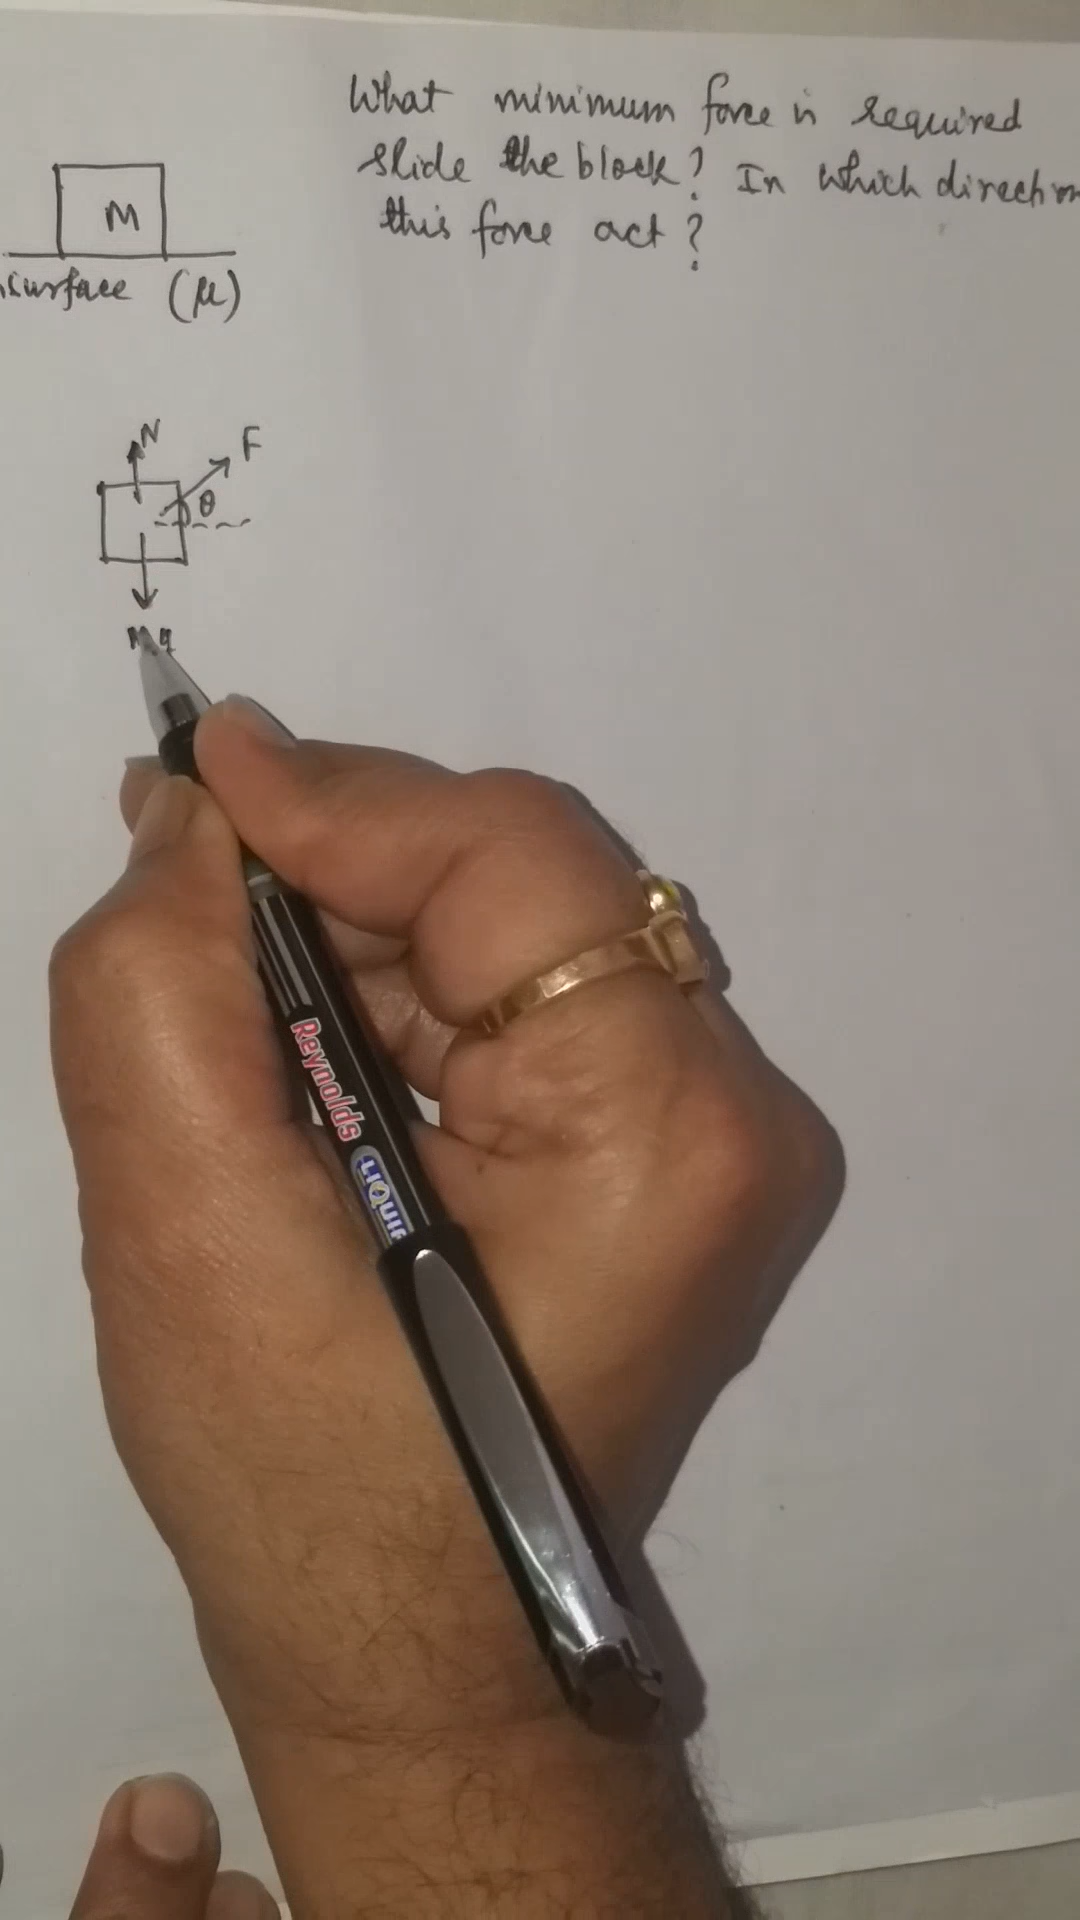 What minimum force is required
slide the block? In which direction
this force act?
M
surface (μ)
N
F
θ
Mg
Reynolds
LIQUI